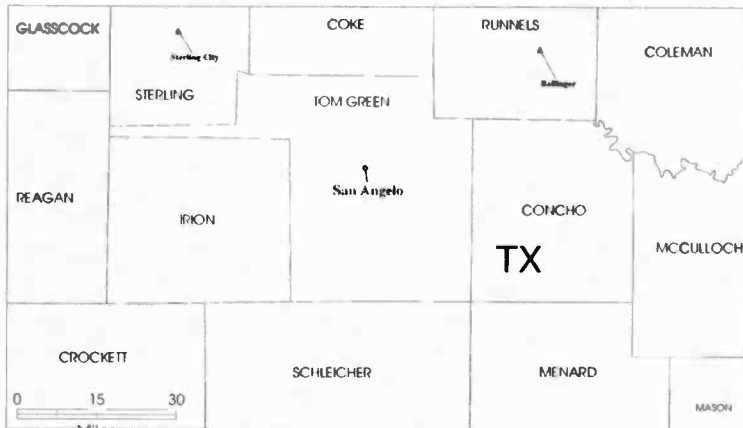 GLASSCOCK
COKE
RUNNELS
COLEMAN
Sterling City
Ballinger
STERLING
TOM GREEN
REAGAN
San Angelo
IRION
CONCHO
TX
MCCULLOCH
CROCKETT
SCHLEICHER
MENARD
0 15 30
MASON